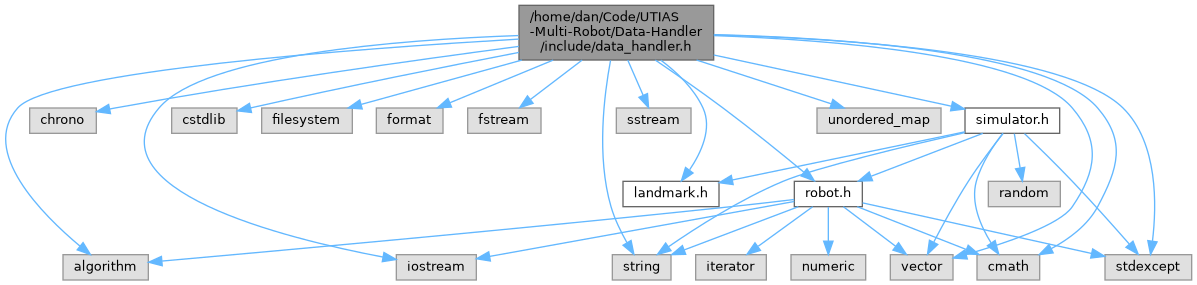 /home/dan/Code/UTIAS
-Multi-Robot/Data-Handler
/include/data_handler.h
chrono
cstdlib
filesystem
format
fstream
sstream
unordered_map
simulator.h
landmark.h
robot.h
random
algorithm
iostream
string
iterator
numeric
vector
cmath
stdexcept